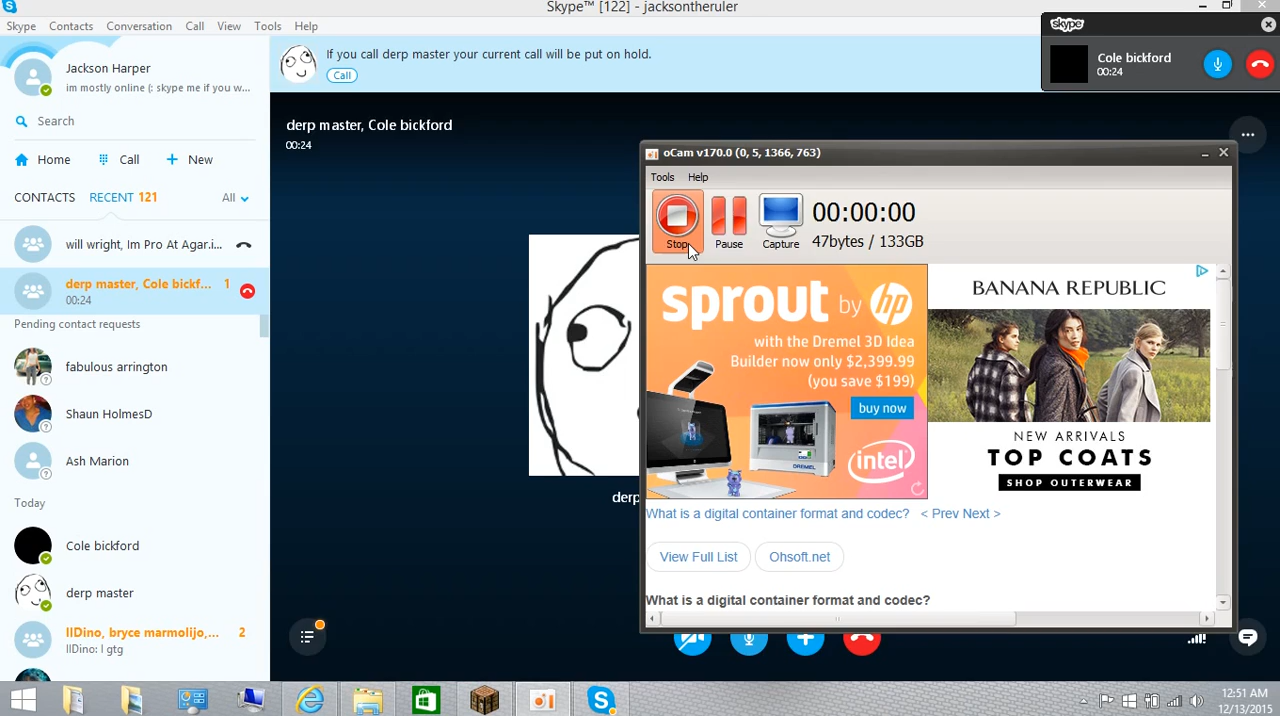 Skype™ [122] - jacksontheruler
Skype Contacts Conversation Call View Tools Help
Jackson Harper
im mostly online (: skype me if you w...
Search
Home Call New
CONTACTS RECENT 121 All
will wright, Im Pro At Agar.i...
derp master, Cole bickf... 1
00:24
Pending contact requests
fabulous arrington
Shaun HolmesD
Ash Marion
Today
Cole bickford
derp master
IIDino, bryce marmolijo,... 2
IIDino: I gtg
If you call derp master your current call will be put on hold.
Call
derp master, Cole bickford
00:24
derp
skype
Cole bickford
00:24
oCam v170.0 (0, 5, 1366, 763)
Tools Help
Stop Pause Capture
00:00:00
47bytes / 133GB
sprout by hp
with the Dremel 3D Idea
Builder now only $2,399.99
(you save $199)
buy now
DREMEL
intel
BANANA REPUBLIC
NEW ARRIVALS
TOP COATS
SHOP OUTERWEAR
What is a digital container format and codec? < Prev Next >
View Full List Ohsoft.net
What is a digital container format and codec?
12:51 AM
12/13/2015